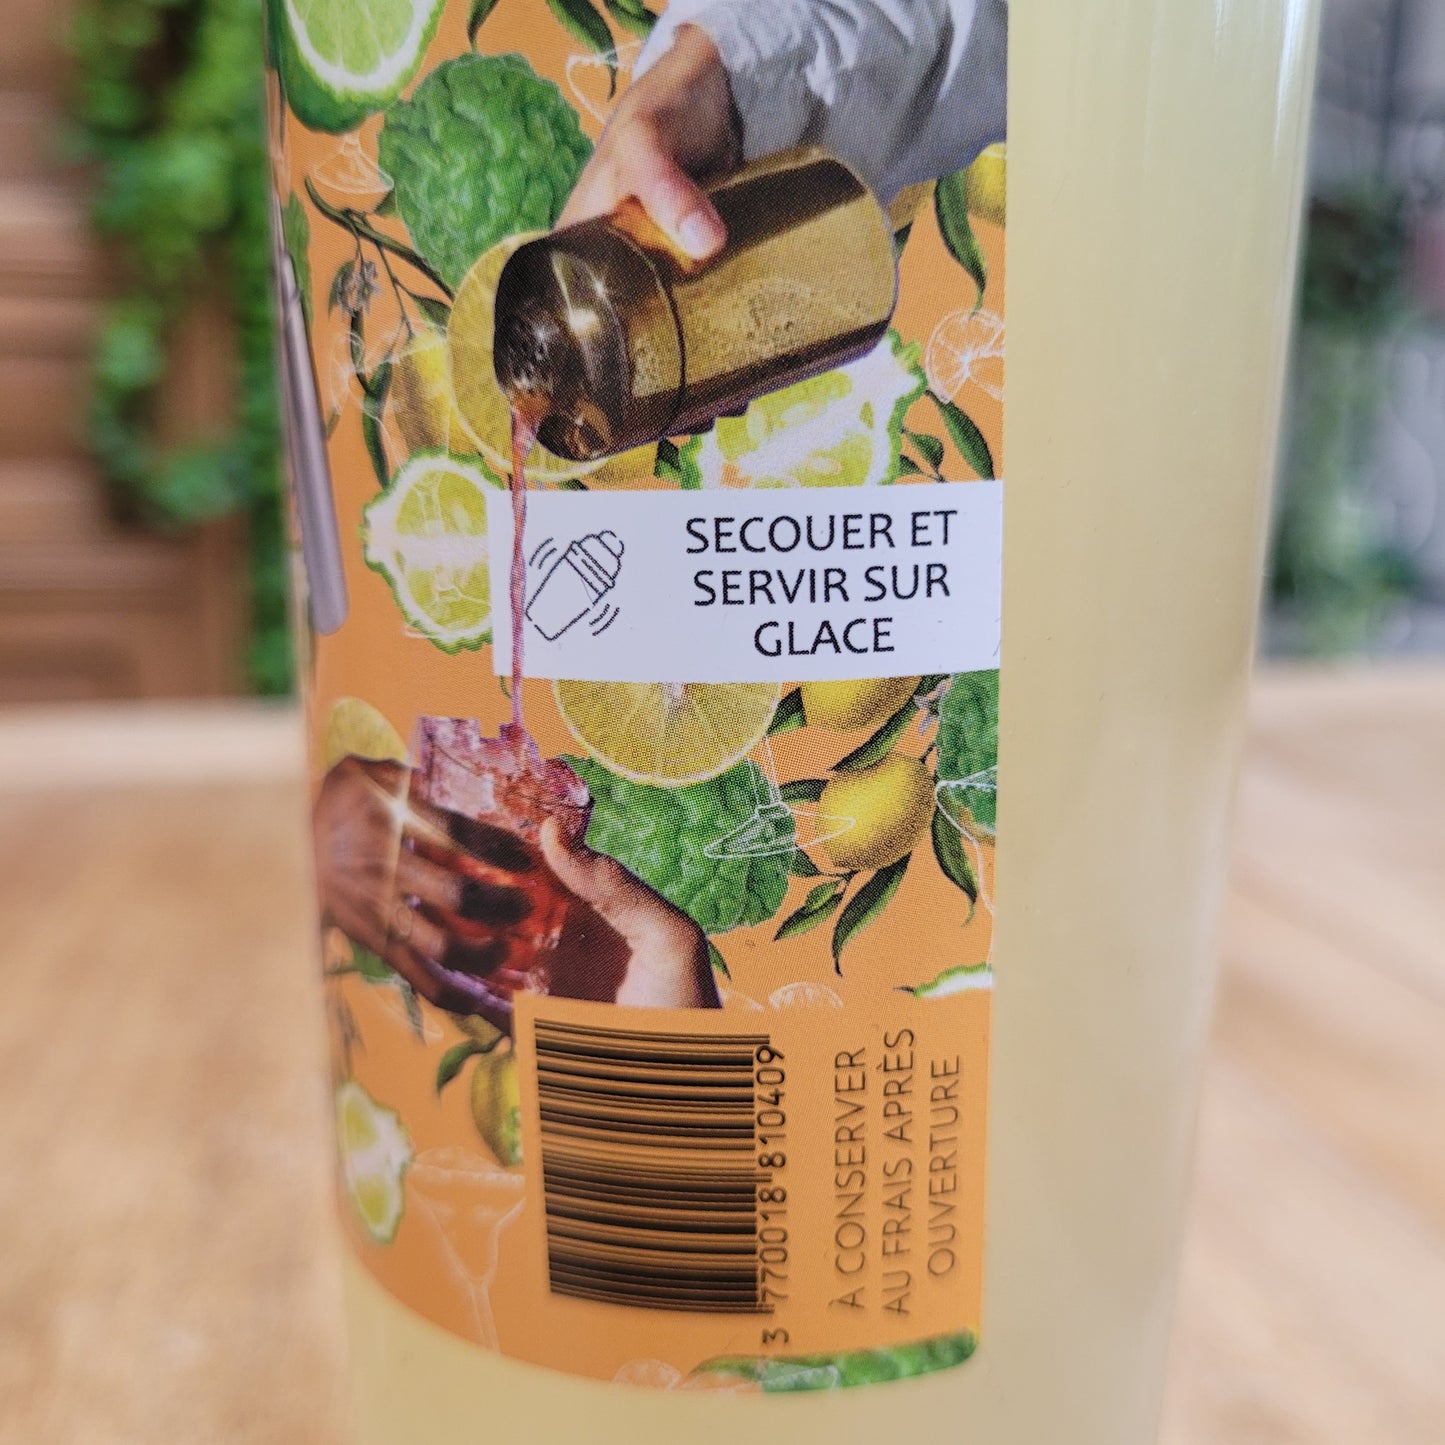 SECOUER ET
SERVIR SUR
GLACE
3 770018 810409
À CONSERVER
AU FRAIS APRÈS
OUVERTURE